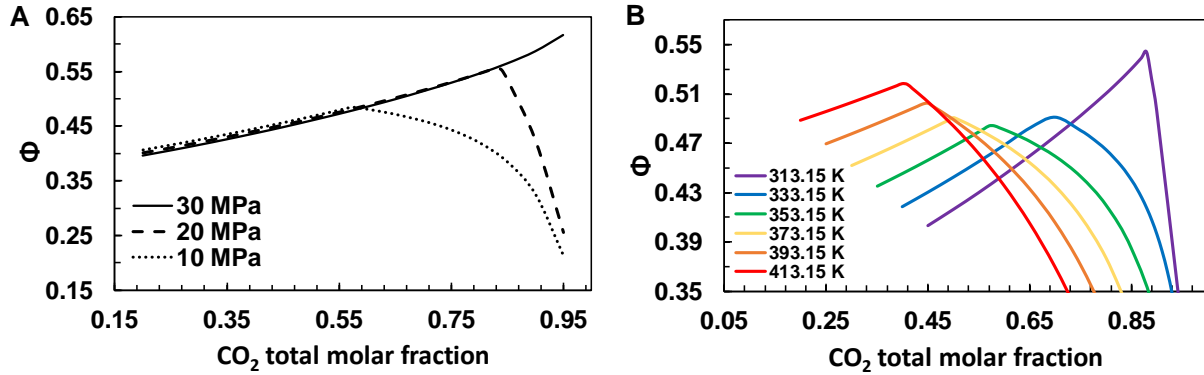 A
0.65
0.55
0.45
0.35
0.25
0.15
Φ
30 MPa
20 MPa
10 MPa
0.15 0.35 0.55 0.75 0.95
CO₂ total molar fraction
B
0.55
0.51
0.47
0.43
0.39
0.35
Φ
313.15 K
333.15 K
353.15 K
373.15 K
393.15 K
413.15 K
0.05 0.25 0.45 0.65 0.85
CO₂ total molar fraction